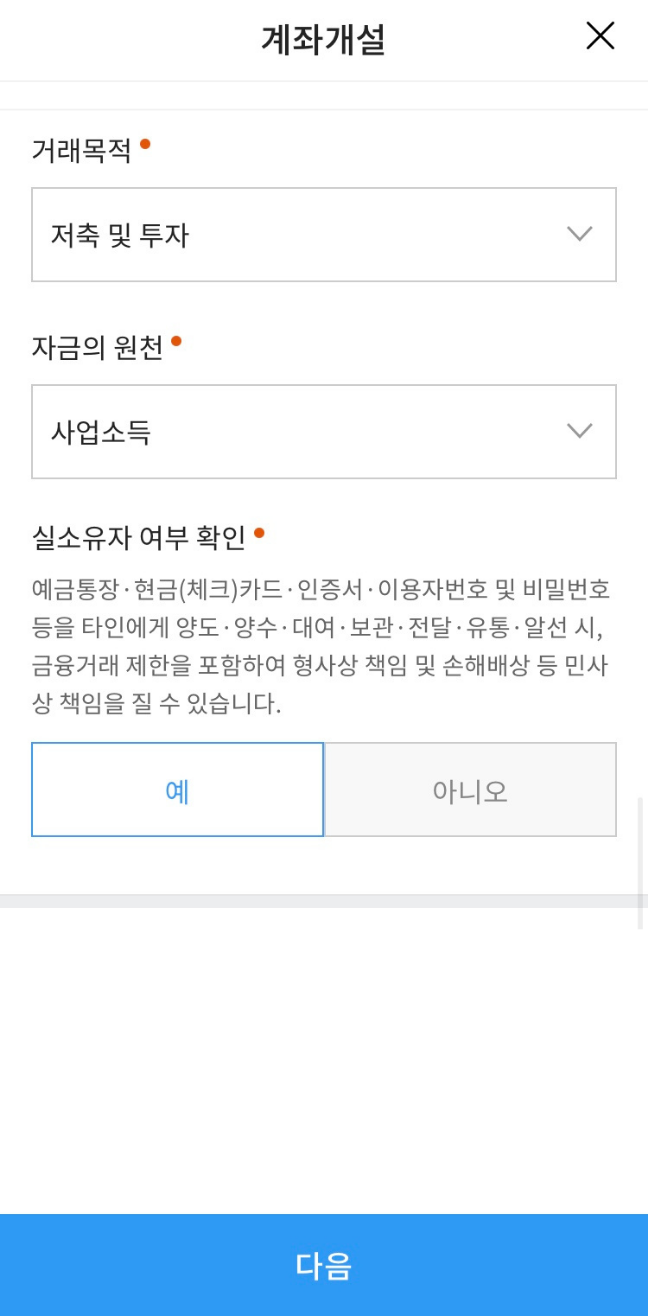 계좌개설
거래목적
저축 및 투자
자금의 원천
사업소득
실소유자 여부 확인
예금통장·현금(체크)카드·인증서·이용자번호 및 비밀번호
등을 타인에게 양도·양수·대여·보관·전달·유통·알선 시,
금융거래 제한을 포함하여 형사상 책임 및 손해배상 등 민사
상 책임을 질 수 있습니다.
예
아니오
다음